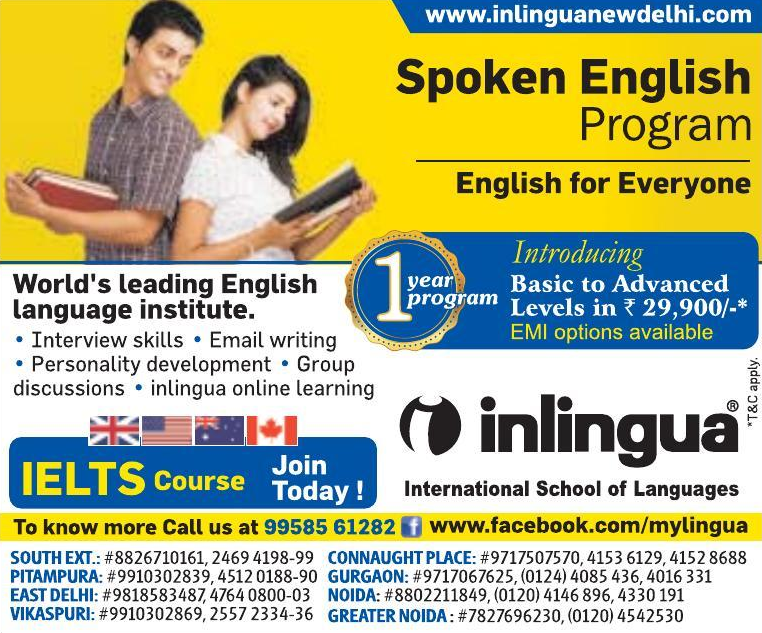 www.inlinguanewdelhi.com
Spoken English
Program
English for Everyone
1 year program
Introducing
Basic to Advanced
Levels in ₹ 29,900/-*
EMI options available
*T&C apply.
World's leading English
language institute.
• Interview skills • Email writing
• Personality development • Group
discussions • inlingua online learning
IELTS Course
Join
Today !
inlingua®
International School of Languages
To know more Call us at 99585 61282 f www.facebook.com/mylingua
SOUTH EXT.: #8826710161, 2469 4198-99
PITAMPURA: #9910302839, 4512 0188-90
EAST DELHI: #9818583487, 4764 0800-03
VIKASPURI: #9910302869, 2557 2334-36
CONNAUGHT PLACE: #9717507570, 4153 6129, 4152 8688
GURGAON: #9717067625, (0124) 4085 436, 4016 331
NOIDA: #8802211849, (0120) 4146 896, 4330 191
GREATER NOIDA : #7827696230, (0120) 4542530